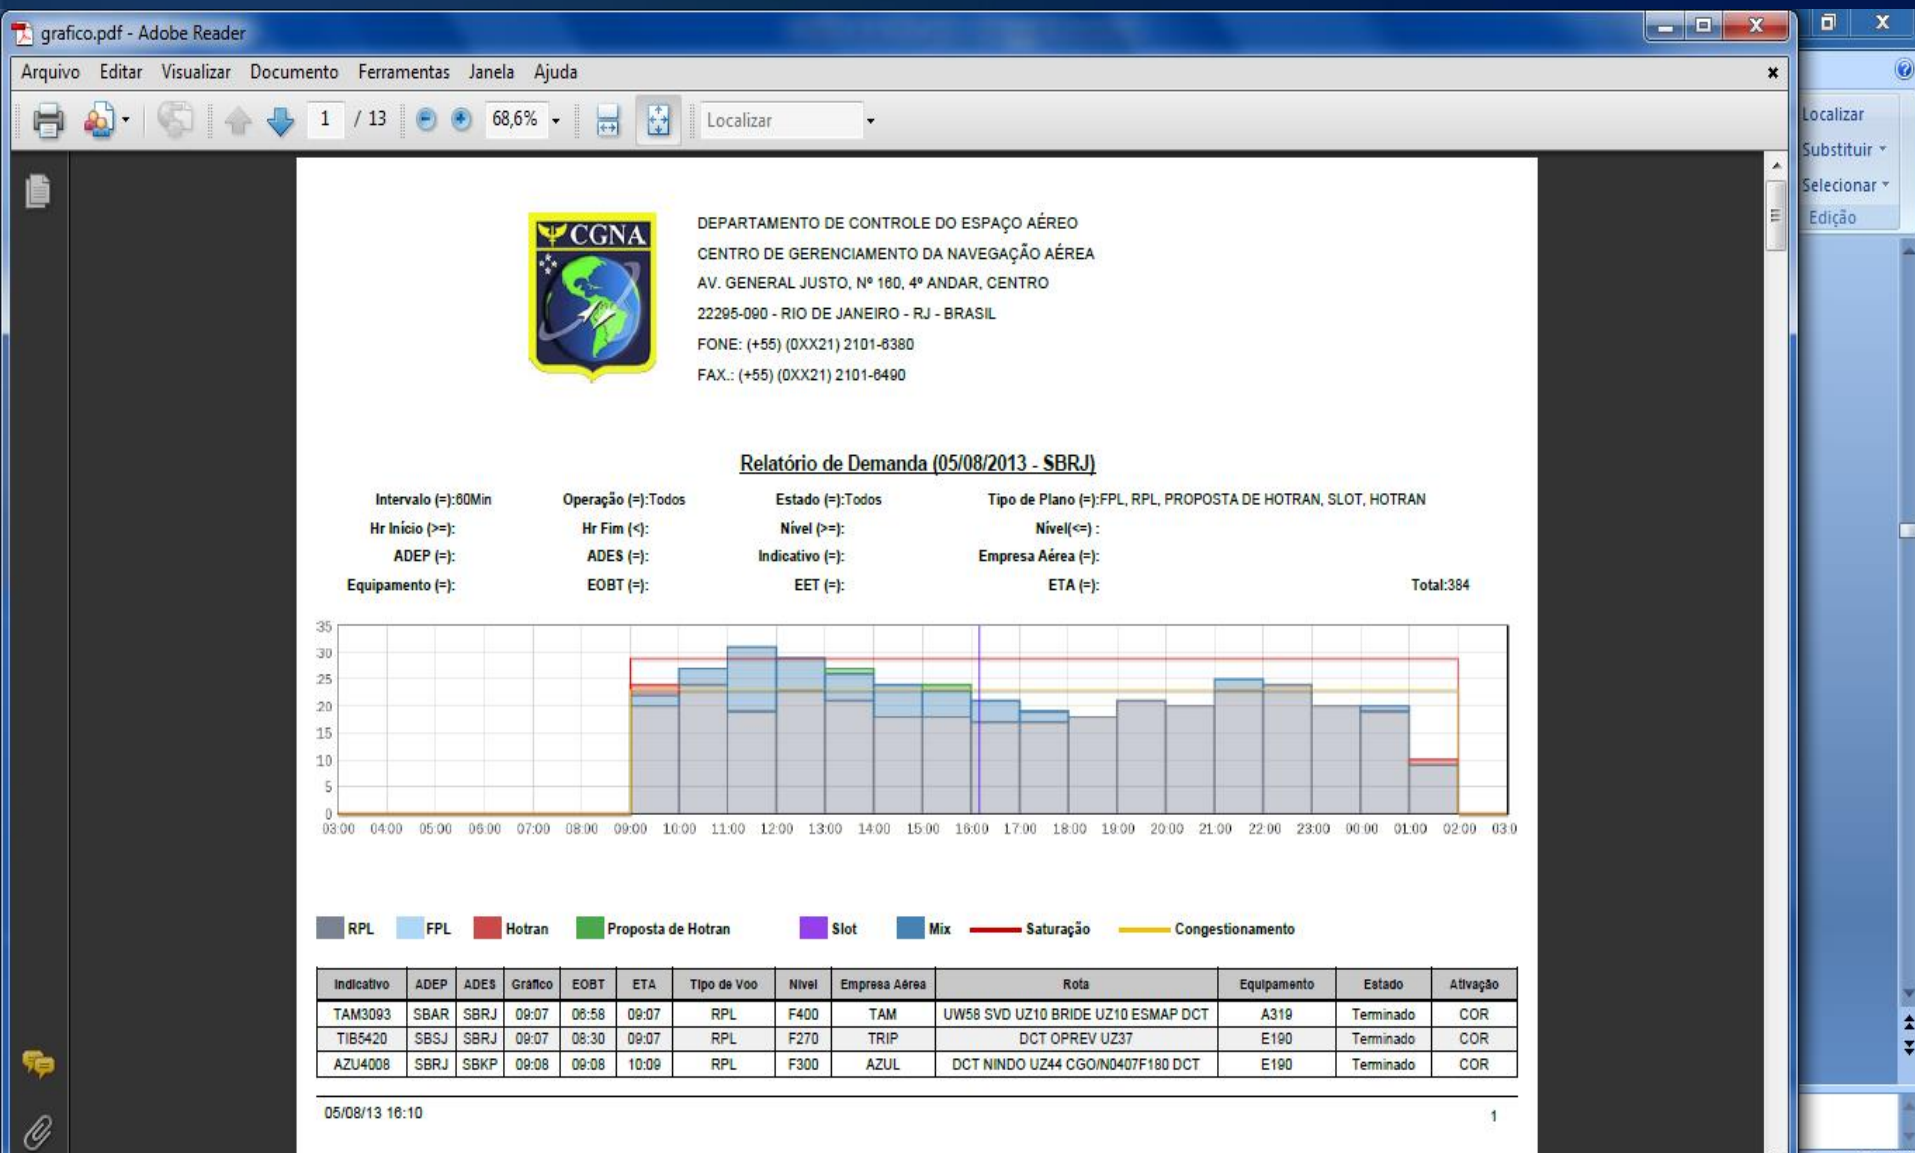 grafico.pdf - Adobe Reader
Arquivo Editar Visualizar Documento Ferramentas Janela Ajuda
1 / 13 68,6% Localizar
Localizar
Substituir
Selecionar
Edição
CGNA
DEPARTAMENTO DE CONTROLE DO ESPAÇO AÉREO
CENTRO DE GERENCIAMENTO DA NAVEGAÇÃO AÉREA
AV. GENERAL JUSTO, Nº 160, 4º ANDAR, CENTRO
22295-090 - RIO DE JANEIRO - RJ - BRASIL
FONE: (+55) (0XX21) 2101-6380
FAX.: (+55) (0XX21) 2101-6490
Relatório de Demanda (05/08/2013 - SBRJ)
Intervalo (=):60Min Operação (=):Todos Estado (=):Todos Tipo de Plano (=):FPL, RPL, PROPOSTA DE HOTRAN, SLOT, HOTRAN
Hr Início (>=): Hr Fim (<): Nível (>=): Nível(<=) :
ADEP (=): ADES (=): Indicativo (=): Empresa Aérea (=):
Equipamento (=): EOBT (=): EET (=): ETA (=): Total:384
35
30
25
20
15
10
5
0
03:00 04:00 05:00 06:00 07:00 08:00 09:00 10:00 11:00 12:00 13:00 14:00 15:00 16:00 17:00 18:00 19:00 20:00 21:00 22:00 23:00 00:00 01:00 02:00 03:0
RPL FPL Hotran Proposta de Hotran Slot Mix Saturação Congestionamento
Indicativo ADEP ADES Gráfico EOBT ETA Tipo de Voo Nível Empresa Aérea Rota Equipamento Estado Ativação
TAM3093 SBAR SBRJ 09:07 06:58 09:07 RPL F400 TAM UW58 SVD UZ10 BRIDE UZ10 ESMAP DCT A319 Terminado COR
TIB5420 SBSJ SBRJ 09:07 08:30 09:07 RPL F270 TRIP DCT OPREV UZ37 E190 Terminado COR
AZU4008 SBRJ SBKP 09:08 09:08 10:09 RPL F300 AZUL DCT NINDO UZ44 CGO/N0407F180 DCT E190 Terminado COR
05/08/13 16:10 1